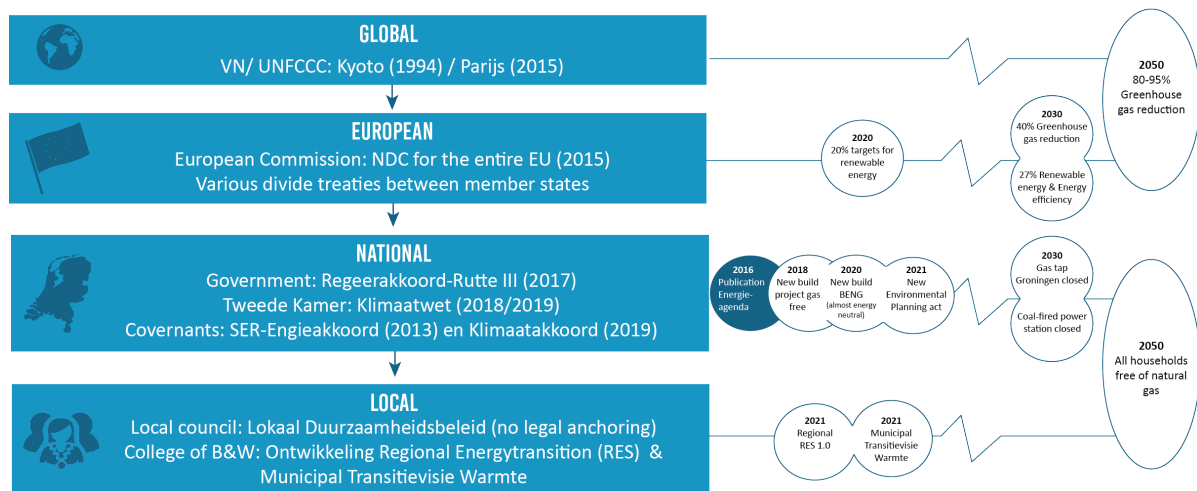 GLOBAL
VN/ UNFCCC: Kyoto (1994) / Parijs (2015)
2050
80-95%
Greenhouse
gas reduction
EUROPEAN
European Commission: NDC for the entire EU (2015)
Various divide treaties between member states
2020
20% targets for
renewable
energy
2030
40% Greenhouse
gas reduction
27% Renewable
energy & Energy
efficiency
NATIONAL
Government: Regeerakkoord-Rutte III (2017)
Tweede Kamer: Klimaatwet (2018/2019)
Covernants: SER-Engieakkoord (2013) en Klimaatakkoord (2019)
2016
Publication
Energie-
agenda
2018
New build
project gas
free
2020
New build
BENG
(almost energy
neutral)
2021
New
Environmental
Planning act
2030
Gas tap
Groningen closed
Coal-fired power
station closed
2050
All households
free of natural
gas
LOCAL
Local council: Lokaal Duurzaamheidsbeleid (no legal anchoring)
College of B&W: Ontwikkeling Regional Energytransition (RES) &
Municipal Transitievisie Warmte
2021
Regional
RES 1.0
2021
Municipal
Transitievisie
Warmte